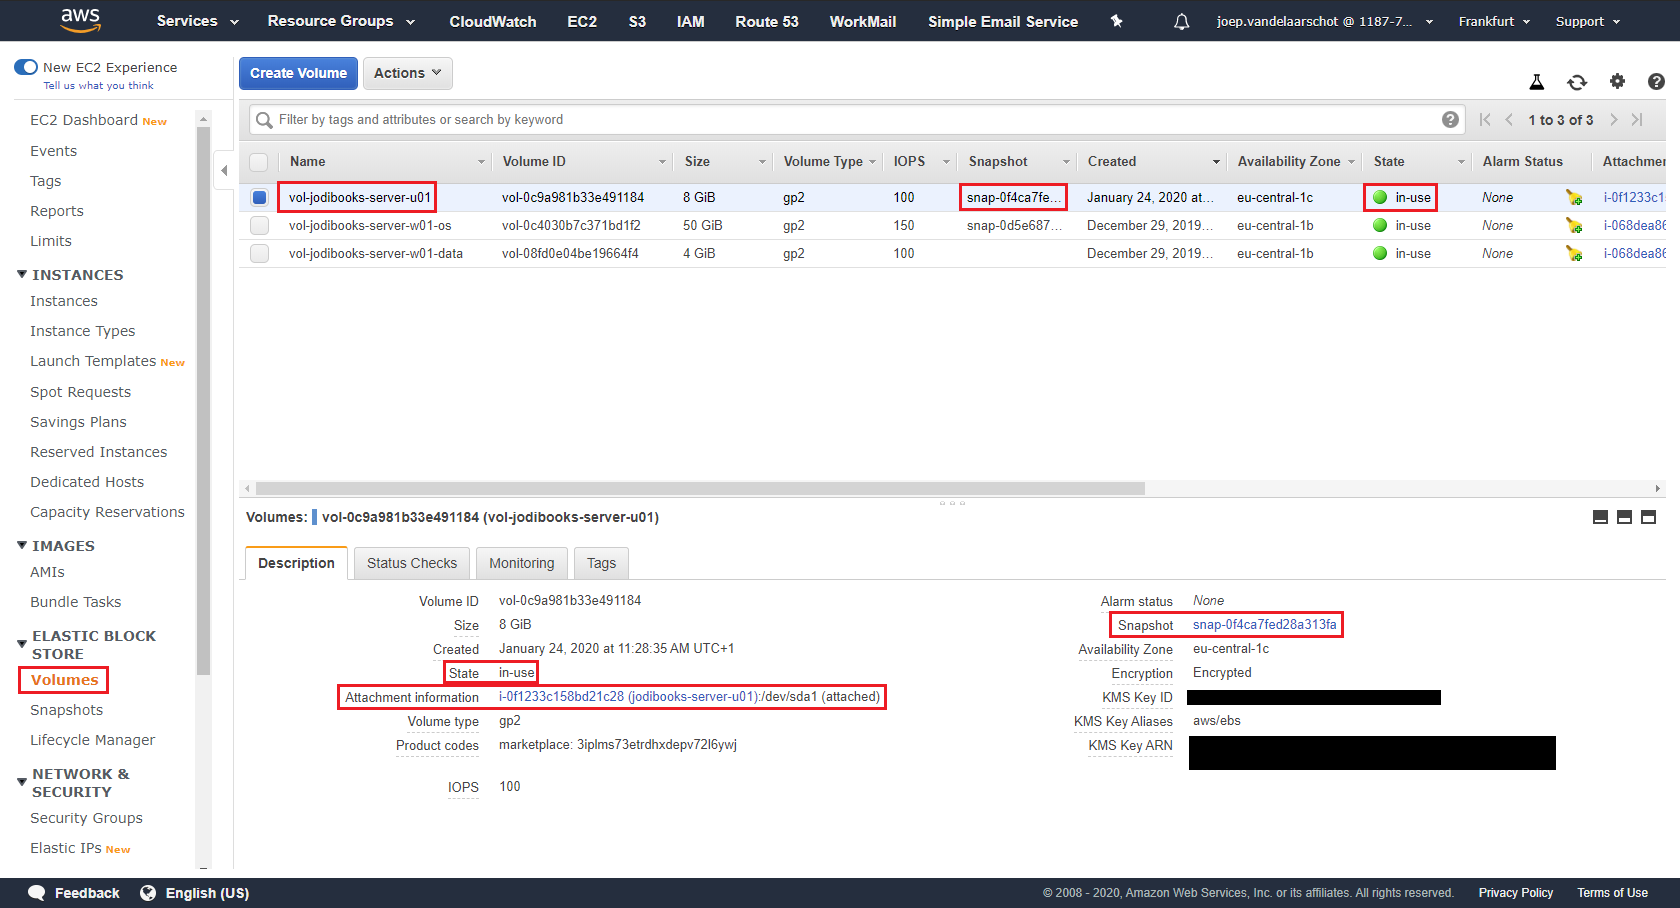 aws Services Resource Groups CloudWatch EC2 S3 IAM Route 53 WorkMail Simple Email Service joep.vandelaarschot @ 1187-7... Frankfurt Support
New EC2 Experience
Tell us what you think
EC2 Dashboard New
Events
Tags
Reports
Limits
INSTANCES
Instances
Instance Types
Launch Templates New
Spot Requests
Savings Plans
Reserved Instances
Dedicated Hosts
Capacity Reservations
IMAGES
AMIs
Bundle Tasks
ELASTIC BLOCK
STORE
Volumes
Snapshots
Lifecycle Manager
NETWORK &
SECURITY
Security Groups
Elastic IPs New
Create Volume Actions
Filter by tags and attributes or search by keyword 1 to 3 of 3
Name Volume ID Size Volume Type IOPS Snapshot Created Availability Zone State Alarm Status Attachmer
vol-jodibooks-server-u01 vol-0c9a981b33e491184 8 GiB gp2 100 snap-0f4ca7fe... January 24, 2020 at... eu-central-1c in-use None i-0f1233c1
vol-jodibooks-server-w01-os vol-0c4030b7c371bd1f2 50 GiB gp2 150 snap-0d5e687... December 29, 2019... eu-central-1b in-use None i-068dea86
vol-jodibooks-server-w01-data vol-08fd0e04be19664f4 4 GiB gp2 100 December 29, 2019... eu-central-1b in-use None i-068dea86
Volumes: vol-0c9a981b33e491184 (vol-jodibooks-server-u01)
Description Status Checks Monitoring Tags
Volume ID vol-0c9a981b33e491184
Size 8 GiB
Created January 24, 2020 at 11:28:35 AM UTC+1
State in-use
Attachment information i-0f1233c158bd21c28 (jodibooks-server-u01):/dev/sda1 (attached)
Volume type gp2
Product codes marketplace: 3iplms73etrdhxdepv72l6ywj
IOPS 100
Alarm status None
Snapshot snap-0f4ca7fed28a313fa
Availability Zone eu-central-1c
Encryption Encrypted
KMS Key ID
KMS Key Aliases aws/ebs
KMS Key ARN
Feedback English (US) © 2008 - 2020, Amazon Web Services, Inc. or its affiliates. All rights reserved. Privacy Policy Terms of Use